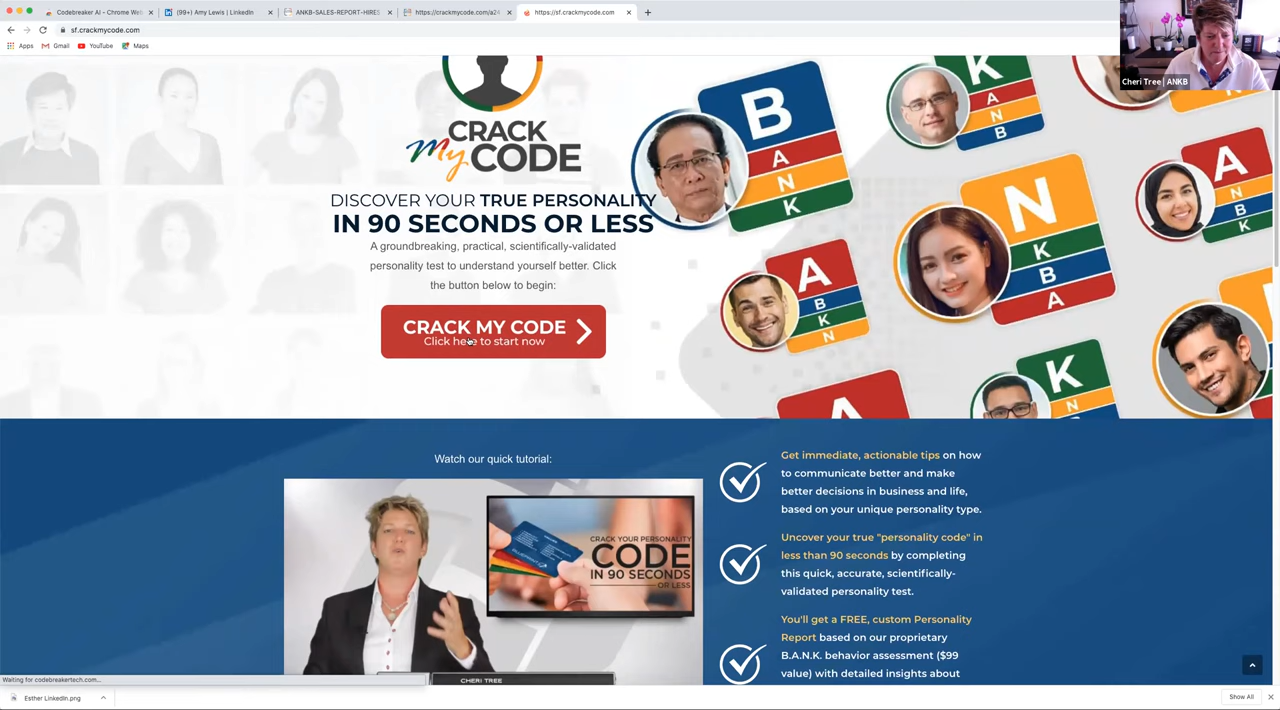 Codebreaker AI - Chrome Web
(99+) Amy Lewis | LinkedIn
ANKB-SALES-REPORT-HIRES
https://crackmycode.com/a24
https://sf.crackmycode.com
sf.crackmycode.com
Apps
Gmail
YouTube
Maps
Cheri Tree | ANKB
CRACK
My CODE
DISCOVER YOUR TRUE PERSONALITY
IN 90 SECONDS OR LESS
A groundbreaking, practical, scientifically-validated
personality test to understand yourself better. Click
the button below to begin:
CRACK MY CODE
Click here to start now
B
A
N
K
K
A
N
B
A
N
B
K
N
K
B
A
A
B
K
N
K
N
A
Watch our quick tutorial:
CRACK YOUR PERSONALITY
CODE
IN 90 SECONDS
OR LESS
CHERI TREE
Get immediate, actionable tips on how
to communicate better and make
better decisions in business and life,
based on your unique personality type.
Uncover your true "personality code" in
less than 90 seconds by completing
this quick, accurate, scientifically-
validated personality test.
You'll get a FREE, custom Personality
Report based on our proprietary
B.A.N.K. behavior assessment ($99
value) with detailed insights about
Waiting for codebreakertech.com...
Esther LinkedIn.png
Show All